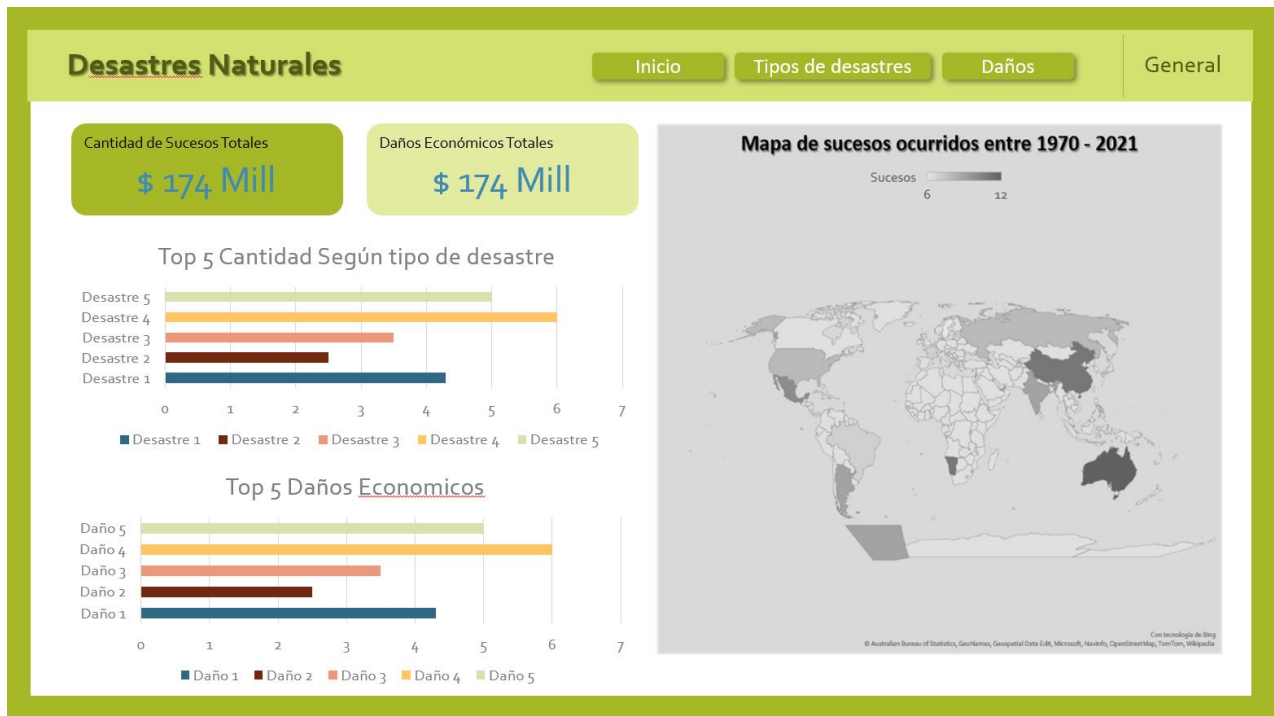 Desastres Naturales
Inicio
Tipos de desastres
Daños
General
Cantidad de Sucesos Totales
$ 174 Mill
Daños Económicos Totales
$ 174 Mill
Top 5 Cantidad Según tipo de desastre
Desastre 5
Desastre 4
Desastre 3
Desastre 2
Desastre 1
0 1 2 3 4 5 6 7
Desastre 1 Desastre 2 Desastre 3 Desastre 4 Desastre 5
Top 5 Daños Economicos
Daño 5
Daño 4
Daño 3
Daño 2
Daño 1
0 1 2 3 4 5 6 7
Daño 1 Daño 2 Daño 3 Daño 4 Daño 5
Mapa de sucesos ocurridos entre 1970 - 2021
Sucesos
6 12
Con tecnología de Bing
© Australian Bureau of Statistics, GeoNames, Geospatial Data Edit, Microsoft, Navinfo, OpenStreetMap, TomTom, Wikipedia